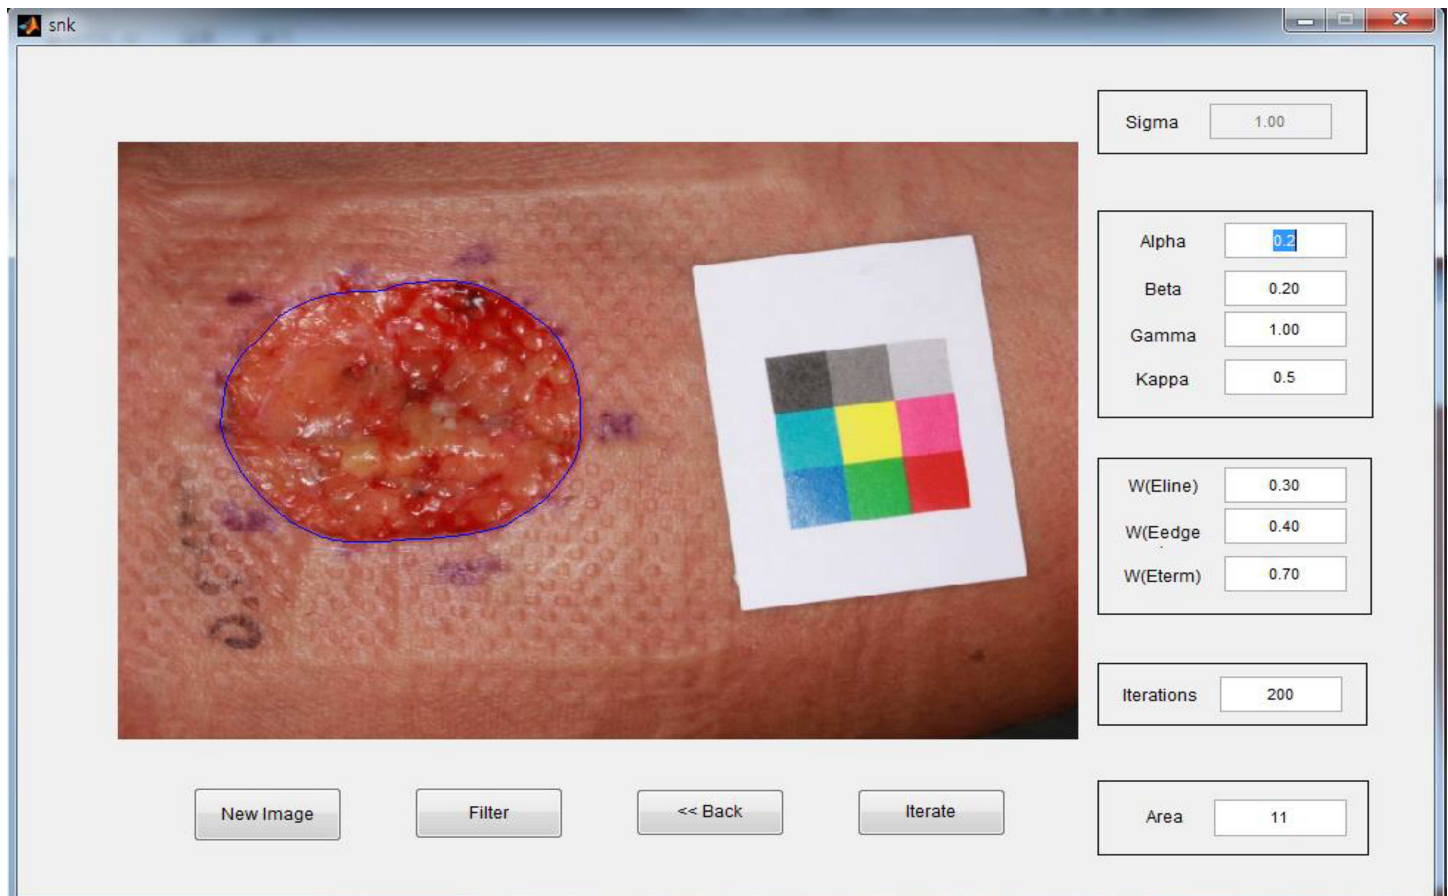 snk
Sigma 1.00
Alpha 0.2
Beta 0.20
Gamma 1.00
Kappa 0.5
W(Eline) 0.30
W(Eedge 0.40
W(Eterm) 0.70
Iterations 200
New Image
Filter
<< Back
Iterate
Area 11